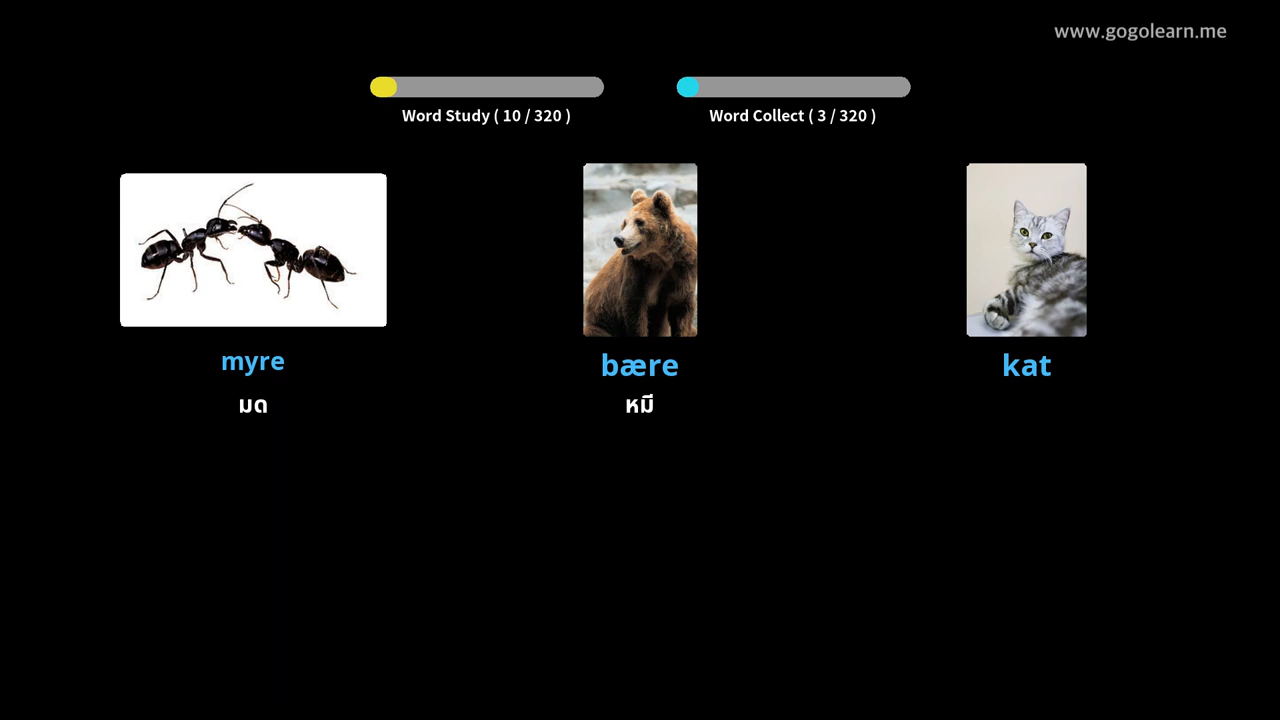 www.gogolearn.me
Word Study ( 10 / 320 )
Word Collect ( 3 / 320 )
myre
bære
kat
มด
หมี